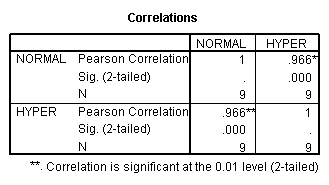 Correlations
NORMAL HYPER
NORMAL Pearson Correlation 1 .966*
Sig. (2-tailed) . .000
N 9 9
HYPER Pearson Correlation .966** 1
Sig. (2-tailed) .000 .
N 9 9
**. Correlation is significant at the 0.01 level (2-tailed)